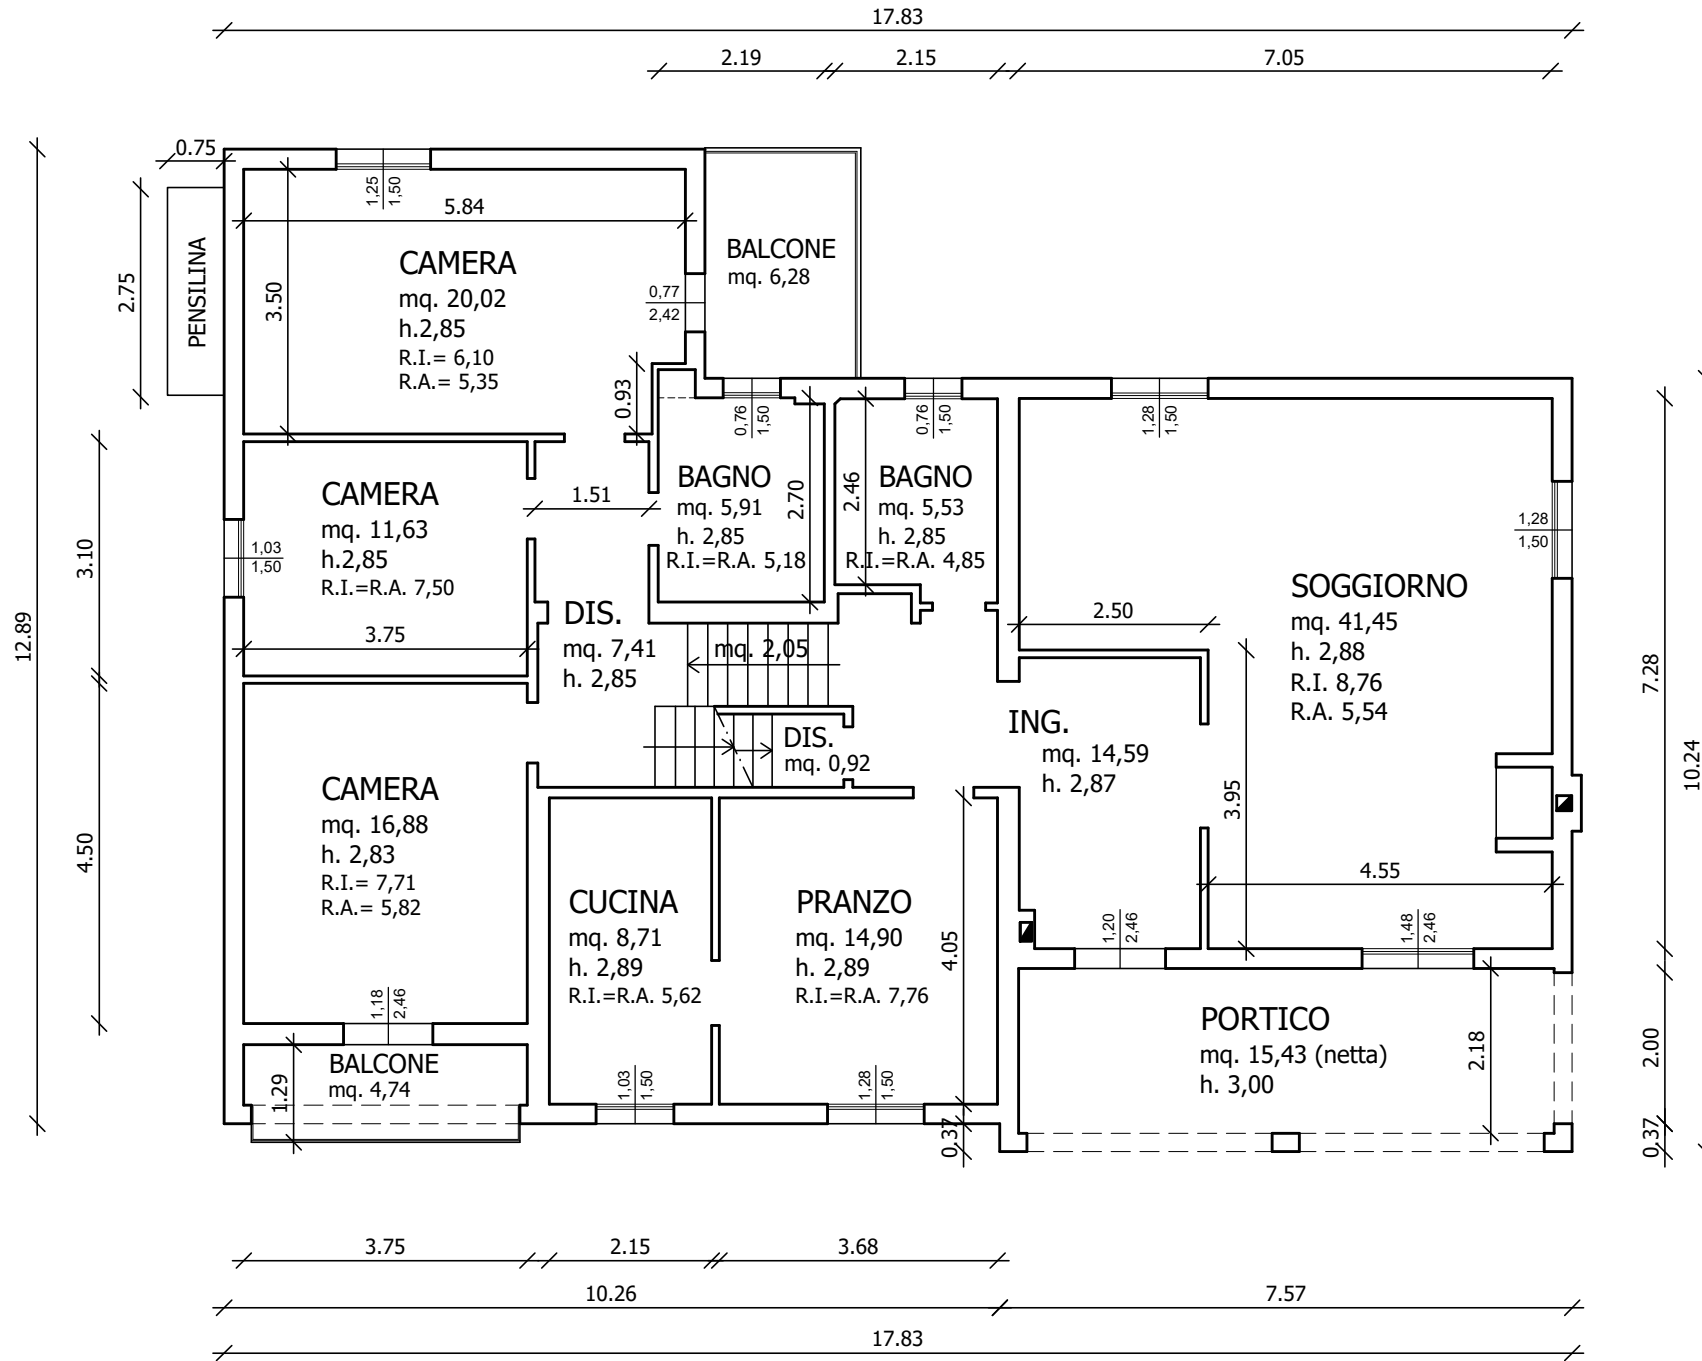 17.83
2.19
2.15
7.05
0.75
1,25
1,50
5.84
PENSILINA
2.75
3.50
CAMERA
mq. 20,02
h.2,85
R.I.= 6,10
R.A.= 5,35
0,77
2,42
BALCONE
mq. 6,28
0.93
0,76
1,50
0,76
1,50
1,28
1,50
12.89
3.10
CAMERA
mq. 11,63
h.2,85
R.I.=R.A. 7,50
1,03
1,50
3.75
1.51
BAGNO
mq. 5,91
h. 2,85
R.I.=R.A. 5,18
2.70
2.46
BAGNO
mq. 5,53
h. 2,85
R.I.=R.A. 4,85
1,28
1,50
SOGGIORNO
mq. 41,45
h. 2,88
R.I. 8,76
R.A. 5,54
2.50
7.28
10.24
DIS.
mq. 7,41
h. 2,85
mq. 2,05
DIS.
mq. 0,92
ING.
mq. 14,59
h. 2,87
3.95
4.55
4.50
CAMERA
mq. 16,88
h. 2,83
R.I.= 7,71
R.A.= 5,82
1,18
2,46
CUCINA
mq. 8,71
h. 2,89
R.I.=R.A. 5,62
PRANZO
mq. 14,90
h. 2,89
R.I.=R.A. 7,76
4.05
1,20
2,46
1,48
2,46
BALCONE
mq. 4,74
1.29
1,03
1,50
1,28
1,50
0.37
PORTICO
mq. 15,43 (netta)
h. 3,00
2.18
2.00
0.37
3.75
2.15
3.68
10.26
7.57
17.83